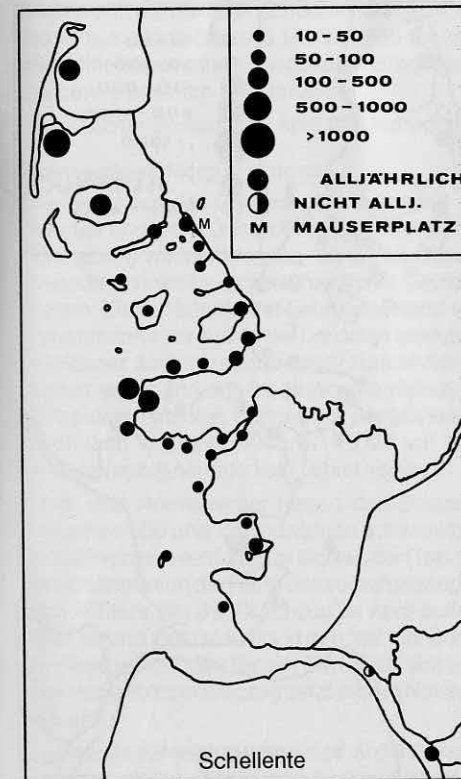 10-50
50-100
100-500
500-1000
>1000
ALLJÄHRLICH
NICHT ALLJ.
M MAUSERPLATZ
M
Schellente